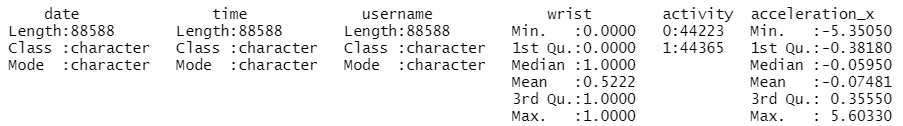 date time username wrist activity acceleration_x
Length:88588 Length:88588 Length:88588 Min. :0.0000 0:44223 Min. :-5.35050
Class :character Class :character Class :character 1st Qu.:0.0000 1:44365 1st Qu.:-0.38180
Mode :character Mode :character Mode :character Median :1.0000 Median :-0.05950
Mean :0.5222 Mean :-0.07481
3rd Qu.:1.0000 3rd Qu.: 0.35550
Max. :1.0000 Max. : 5.60330